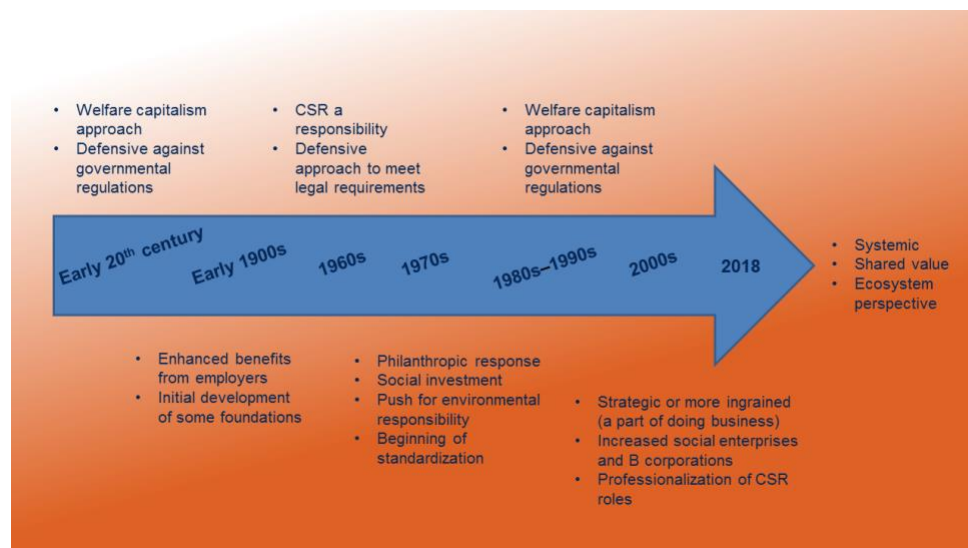 • Welfare capitalism
approach
• Defensive against
governmental
regulations
• CSR a
responsibility
• Defensive
approach to meet
legal requirements
• Welfare capitalism
approach
• Defensive against
governmental
regulations
Early 20th century
Early 1900s
1960s
1970s
1980s–1990s
2000s
2018
• Systemic
• Shared value
• Ecosystem
perspective
• Enhanced benefits
from employers
• Initial development
of some foundations
• Philanthropic response
• Social investment
• Push for environmental
responsibility
• Beginning of
standardization
• Strategic or more ingrained
(a part of doing business)
• Increased social enterprises
and B corporations
• Professionalization of CSR
roles